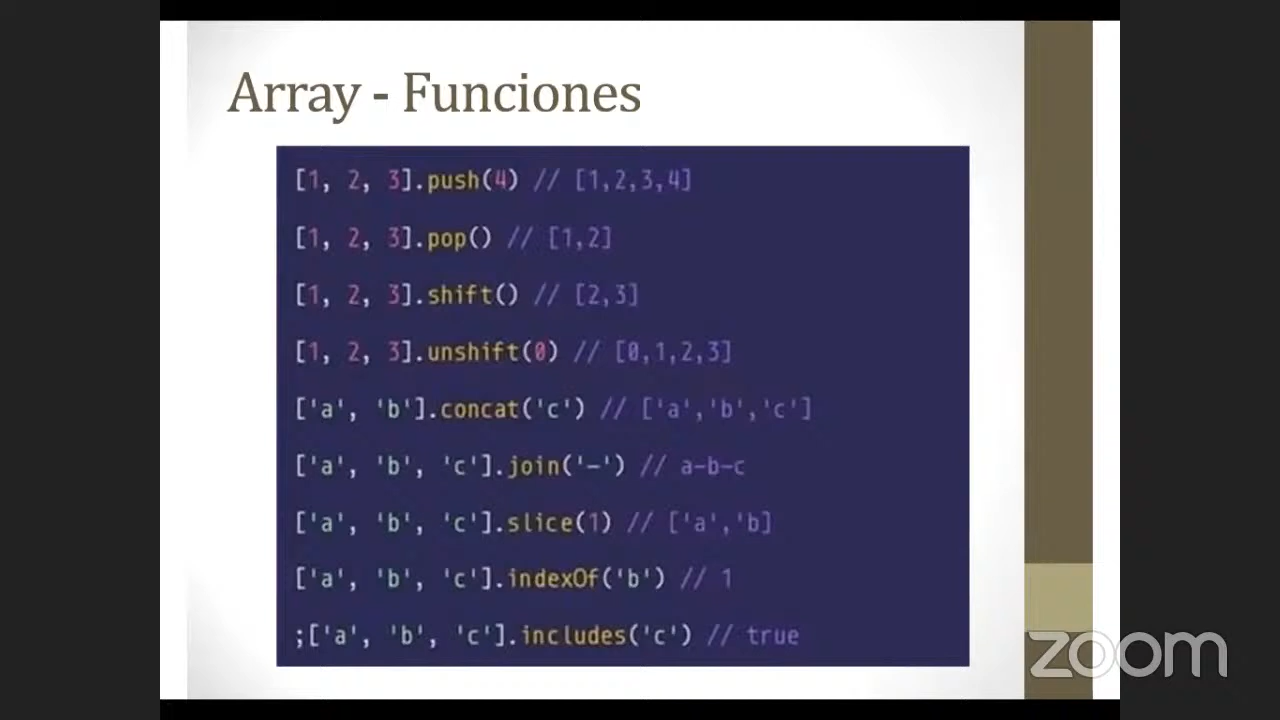 Array - Funciones
[1, 2, 3].push(4) // [1,2,3,4]
[1, 2, 3].pop() // [1,2]
[1, 2, 3].shift() // [2,3]
[1, 2, 3].unshift(0) // [0,1,2,3]
['a', 'b'].concat('c') // ['a','b','c']
['a', 'b', 'c'].join('-') // a-b-c
['a', 'b', 'c'].slice(1) // ['a','b]
['a', 'b', 'c'].indexOf('b') // 1
;['a', 'b', 'c'].includes('c') // true
zoom